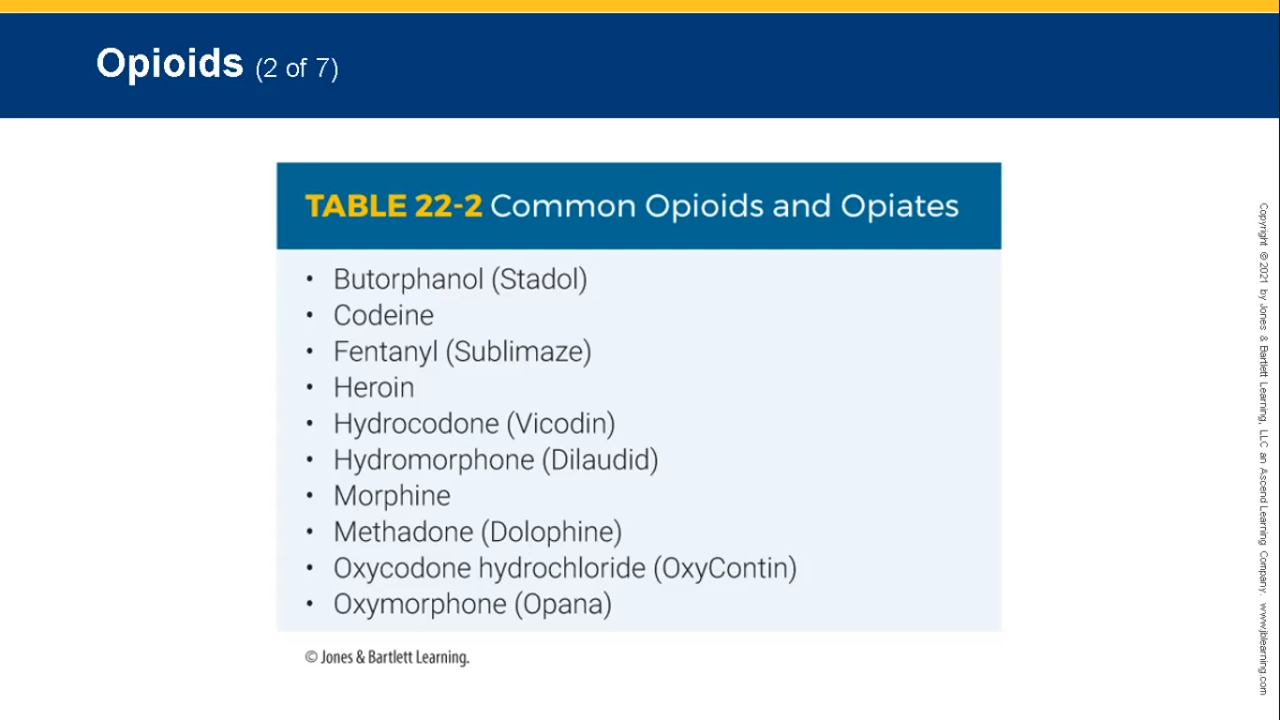 Opioids (2 of 7)
TABLE 22-2 Common Opioids and Opiates
• Butorphanol (Stadol)
• Codeine
• Fentanyl (Sublimaze)
• Heroin
• Hydrocodone (Vicodin)
• Hydromorphone (Dilaudid)
• Morphine
• Methadone (Dolophine)
• Oxycodone hydrochloride (OxyContin)
• Oxymorphone (Opana)
© Jones & Bartlett Learning.
Copyright © 2021 by Jones & Bartlett Learning, LLC an Ascend Learning Company. www.jblearning.com